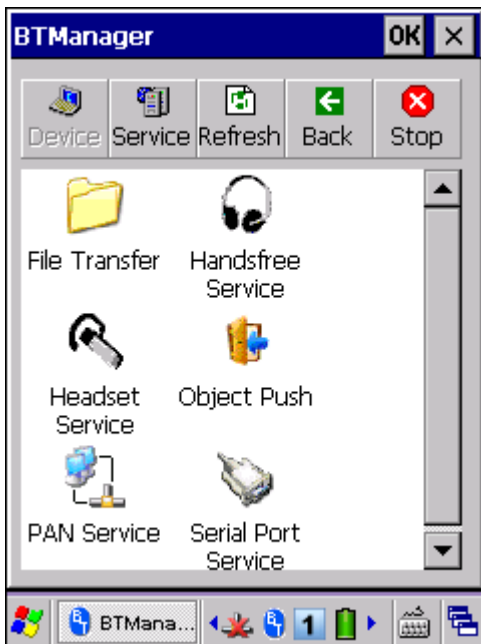 BTManager OK
Device Service Refresh Back Stop
File Transfer Handsfree
Service
Headset Object Push
Service
PAN Service Serial Port
Service
BTMana... 1